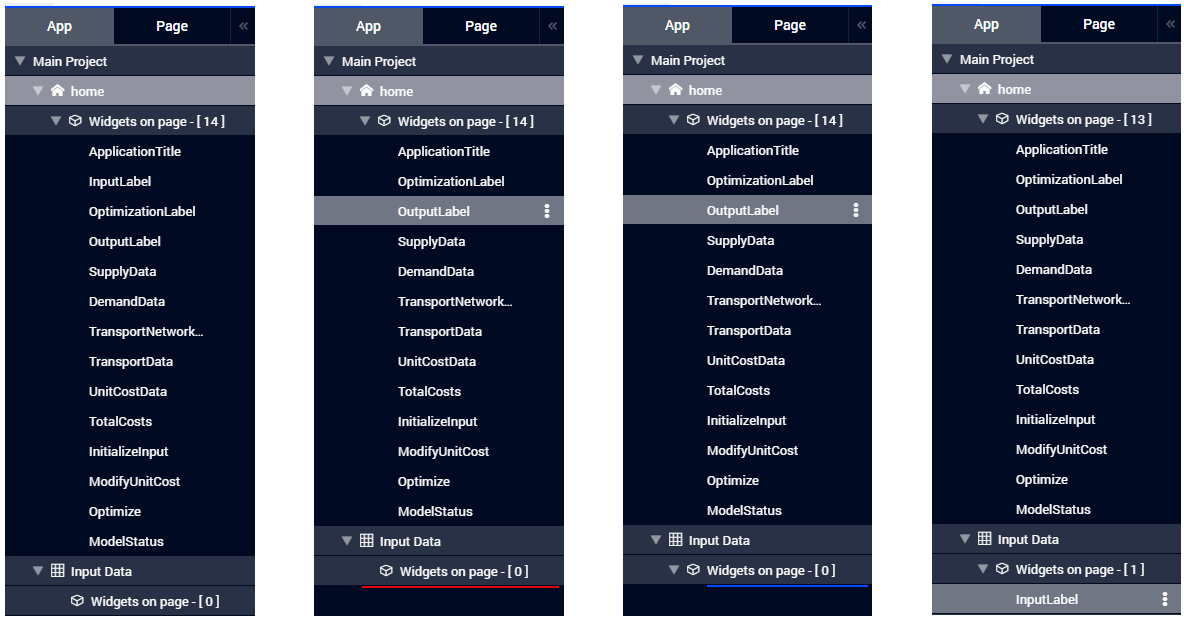 App Page «
Main Project
home
Widgets on page - [ 14 ]
ApplicationTitle
InputLabel
OptimizationLabel
OutputLabel
SupplyData
DemandData
TransportNetwork...
TransportData
UnitCostData
TotalCosts
InitializeInput
ModifyUnitCost
Optimize
ModelStatus
Input Data
Widgets on page - [ 0 ]
App Page «
Main Project
home
Widgets on page - [ 14 ]
ApplicationTitle
OptimizationLabel
OutputLabel
SupplyData
DemandData
TransportNetwork...
TransportData
UnitCostData
TotalCosts
InitializeInput
ModifyUnitCost
Optimize
ModelStatus
Input Data
Widgets on page - [ 0 ]
App Page «
Main Project
home
Widgets on page - [ 14 ]
ApplicationTitle
OptimizationLabel
OutputLabel
SupplyData
DemandData
TransportNetwork...
TransportData
UnitCostData
TotalCosts
InitializeInput
ModifyUnitCost
Optimize
ModelStatus
Input Data
Widgets on page - [ 0 ]
App Page «
Main Project
home
Widgets on page - [ 13 ]
ApplicationTitle
OptimizationLabel
OutputLabel
SupplyData
DemandData
TransportNetwork...
TransportData
UnitCostData
TotalCosts
InitializeInput
ModifyUnitCost
Optimize
ModelStatus
Input Data
Widgets on page - [ 1 ]
InputLabel